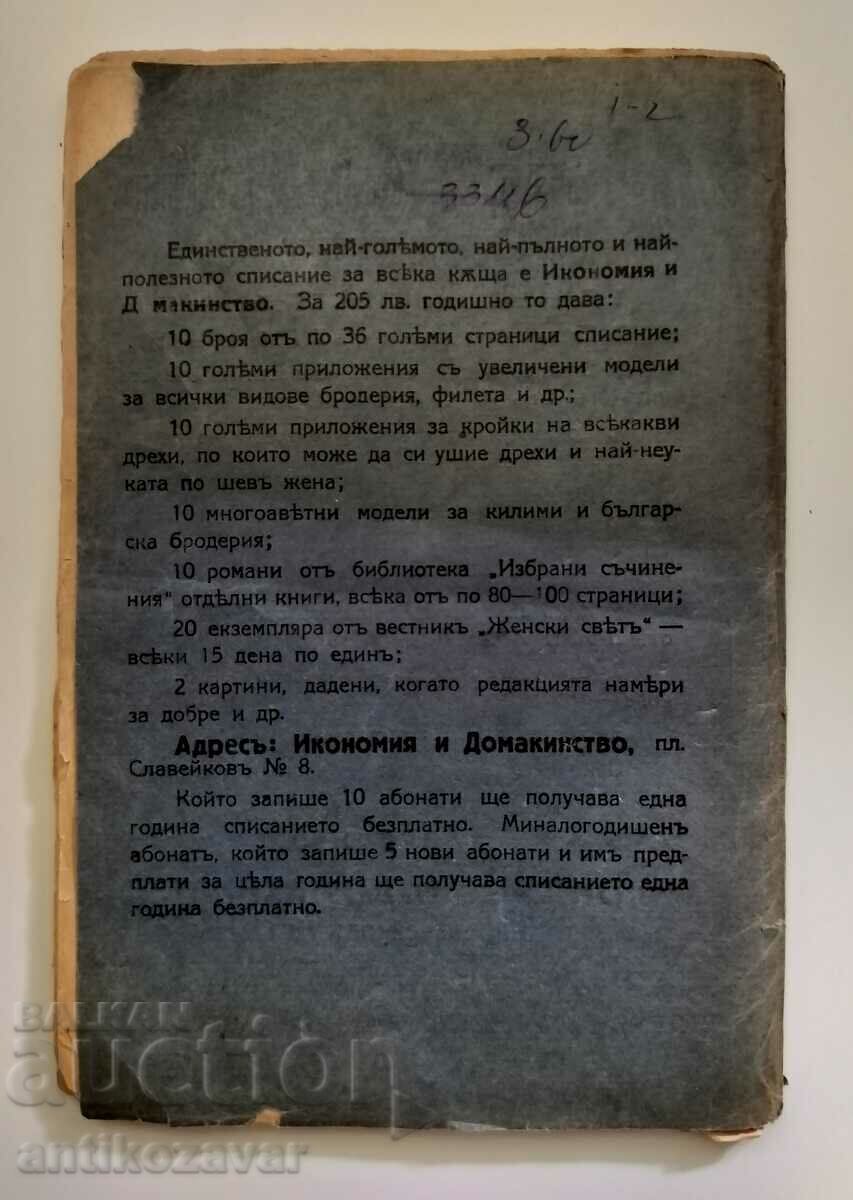 1-2
3346
Единственото, най-голѣмото, най-пълното и най-
полезното списание за всѣка кѫща е Икономия и
Д макинство. За 205 лв. годишно то дава:
10 броя отъ по 36 голѣми страници списание;
10 голѣми приложения съ увеличени модели
за всички видове бродерия, филета и др.;
10 голѣми приложения за кройки на всѣкакви
дрехи, по които може да си ушие дрехи и най-неу-
ката по шевъ жена;
10 многоавѣтни модели за килими и българ-
ска бродерия;
10 романи отъ библиотека „Избрани съчине-
ния" отдѣлни книги, всѣка отъ по 80—100 страници;
20 екземпляра отъ вестникъ „Женски свѣтъ" —
всѣки 15 дена по единъ;
2 картини, дадени, когато редакцията намѣри
за добре и др.
Адресъ: Икономия и Домакинство, пл.
Славейковъ № 8.
Който запише 10 абонати ще получава една
година списанието безплатно. Миналогодишенъ
абонатъ, който запише 5 нови абонати и имъ пред-
плати за цѣла година ще получава списанието една
година безплатно.
BALKAN
auction
antikozavar